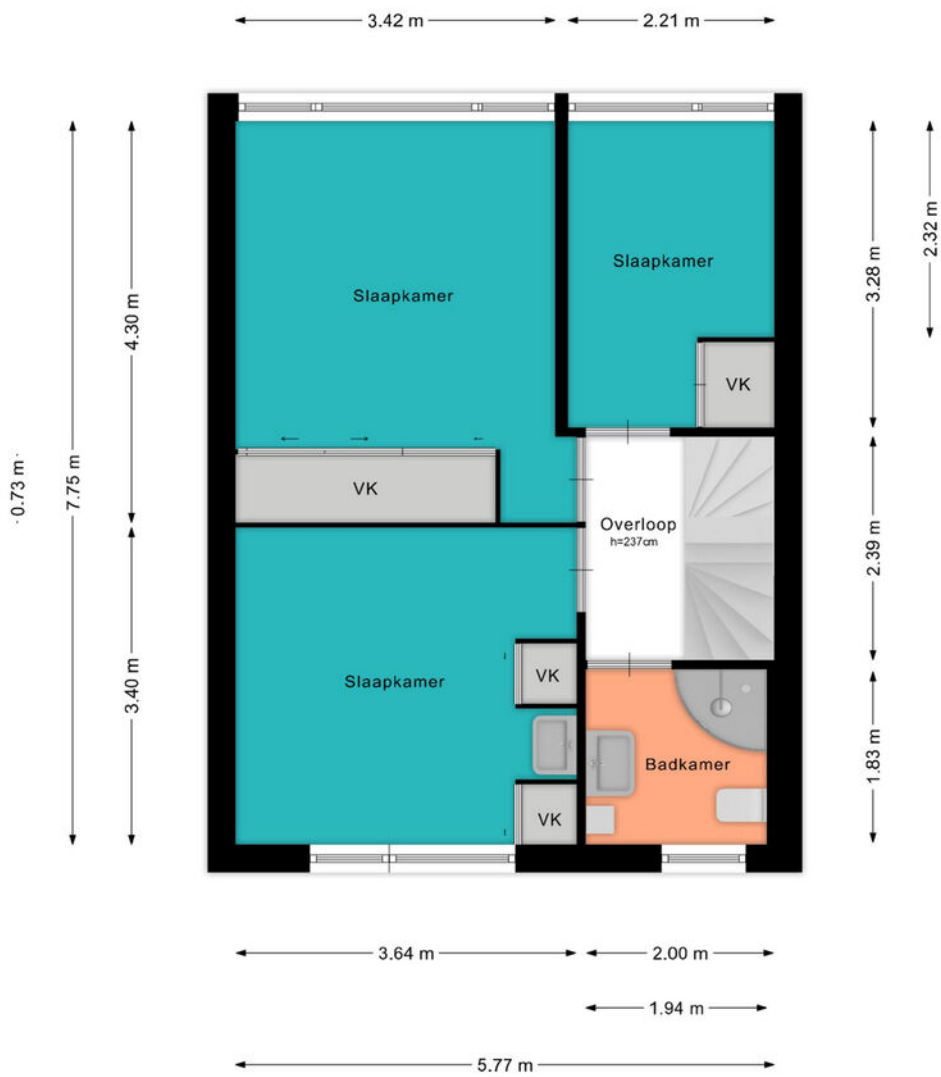 3.42 m
2.21 m
Slaapkamer
Slaapkamer
VK
VK
Overloop
h=237cm
Slaapkamer
VK
VK
Badkamer
0.73 m
7.75 m
4.30 m
3.40 m
3.28 m
2.32 m
2.39 m
1.83 m
3.64 m
2.00 m
1.94 m
5.77 m